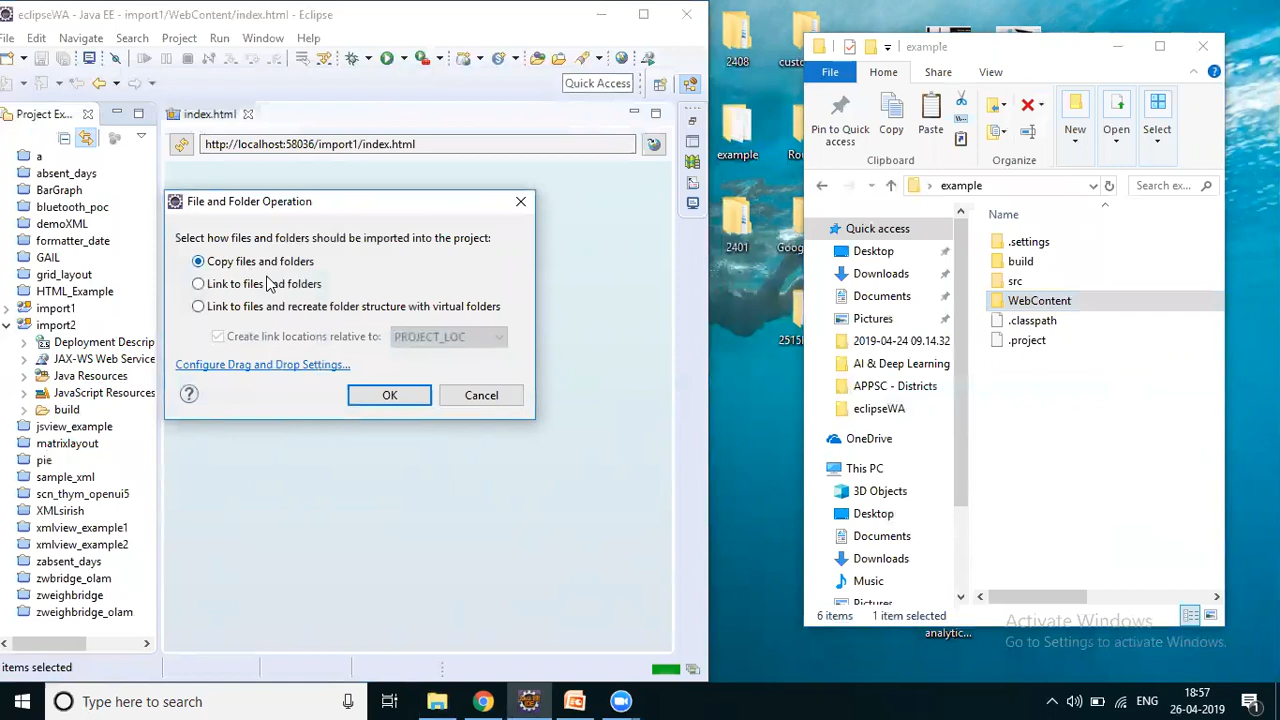 eclipseWA - Java EE - import1/WebContent/index.html - Eclipse
File Edit Navigate Search Project Run Window Help
Quick Access
Project Ex...
index.html
http://localhost:58036/import1/index.html
a
absent_days
BarGraph
bluetooth_poc
demoXML
formatter_date
GAIL
grid_layout
HTML_Example
import1
import2
Deployment Descrip
JAX-WS Web Service
Java Resources
JavaScript Resources
build
jsview_example
matrixlayout
pie
sample_xml
scn_thym_openui5
XMLsirish
xmlview_example1
xmlview_example2
zabsent_days
zwbridge_olam
zweighbridge
zweighbridge_olam
items selected
File and Folder Operation
Select how files and folders should be imported into the project:
Copy files and folders
Link to files and folders
Link to files and recreate folder structure with virtual folders
Create link locations relative to: PROJECT_LOC
Configure Drag and Drop Settings...
OK Cancel
2408
custo
example
Ro
2401
Goog
2515
analytic...
example
File Home Share View
Pin to Quick access
Copy
Paste
New
Open
Select
Clipboard
Organize
example
Search ex...
Quick access
Desktop
Downloads
Documents
Pictures
2019-04-24 09.14.32
AI & Deep Learning
APPSC - Districts
eclipseWA
OneDrive
This PC
3D Objects
Desktop
Documents
Downloads
Music
Pictures
Name
.settings
build
src
WebContent
.classpath
.project
6 items 1 item selected
Activate Windows
Go to Settings to activate Windows.
Type here to search
ENG
18:57
26-04-2019